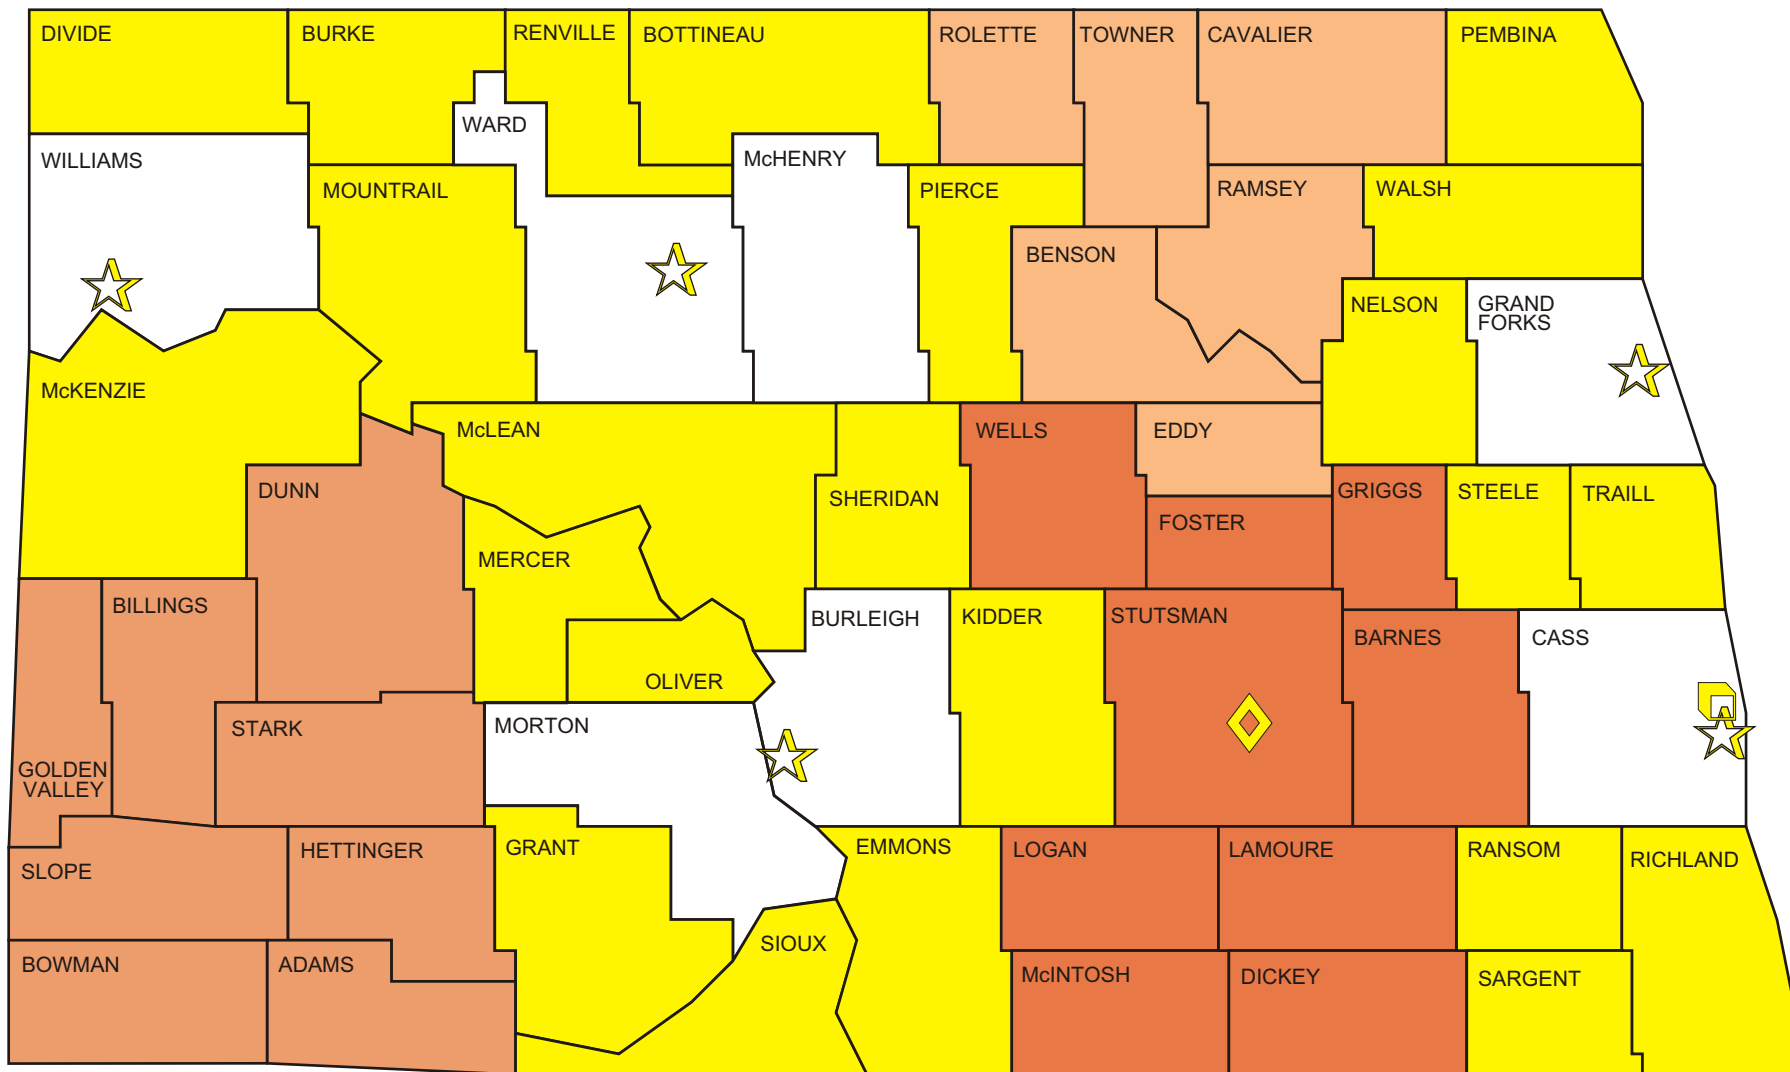 DIVIDE
BURKE
RENVILLE
BOTTINEAU
ROLETTE
TOWNER
CAVALIER
PEMBINA
WARD
WILLIAMS
McHENRY
MOUNTRAIL
PIERCE
RAMSEY
WALSH
BENSON
NELSON
GRAND
FORKS
McKENZIE
McLEAN
WELLS
EDDY
DUNN
SHERIDAN
GRIGGS
STEELE
TRAILL
FOSTER
MERCER
BILLINGS
BURLEIGH
KIDDER
STUTSMAN
BARNES
CASS
OLIVER
STARK
MORTON
GOLDEN
VALLEY
HETTINGER
GRANT
EMMONS
LOGAN
LAMOURE
RANSOM
RICHLAND
SLOPE
SIOUX
BOWMAN
ADAMS
McINTOSH
DICKEY
SARGENT